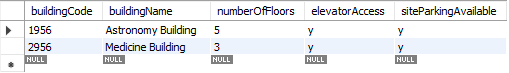 buildingCode buildingName numberOfFloors elevatorAccess siteParkingAvailable
1956 Astronomy Building 5 y y
2956 Medicine Building 3 y y
NULL NULL NULL NULL NULL